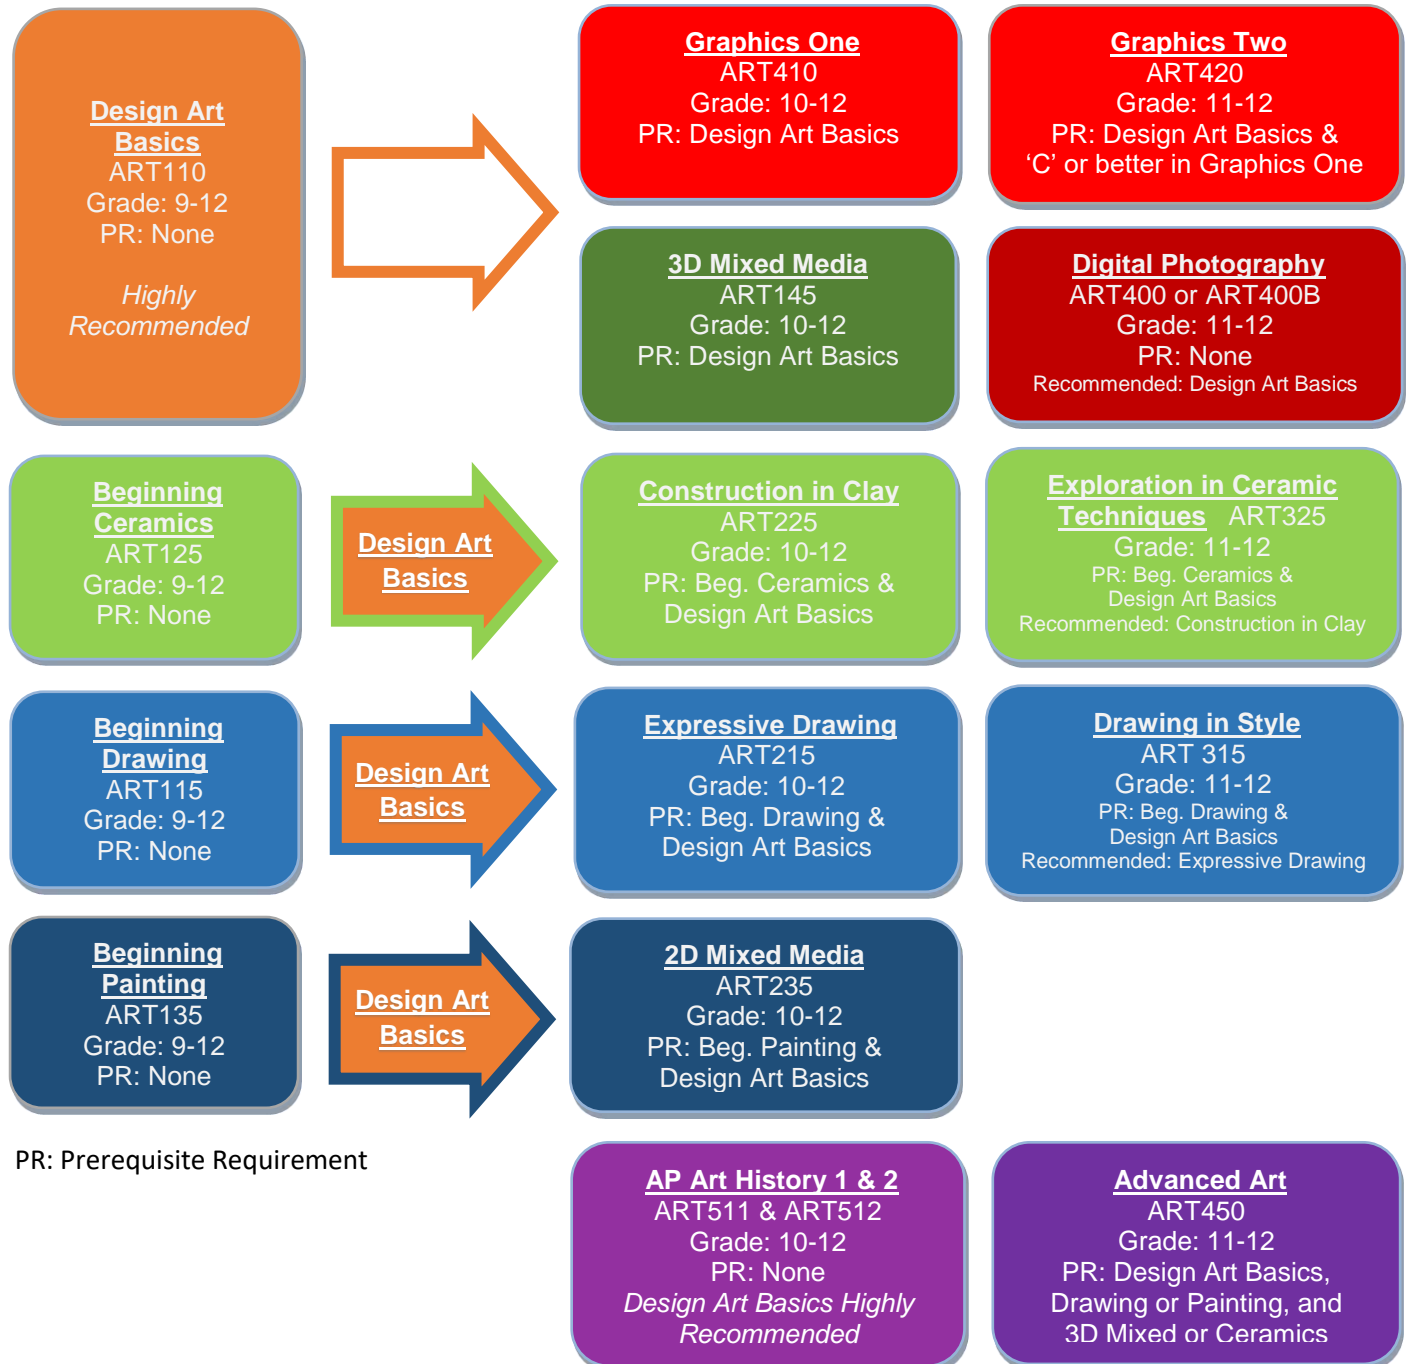 Design Art
Basics
ART110
Grade: 9-12
PR: None
Highly
Recommended
Graphics One
ART410
Grade: 10-12
PR: Design Art Basics
Graphics Two
ART420
Grade: 11-12
PR: Design Art Basics &
‘C’ or better in Graphics One
3D Mixed Media
ART145
Grade: 10-12
PR: Design Art Basics
Digital Photography
ART400 or ART400B
Grade: 11-12
PR: None
Recommended: Design Art Basics
Beginning
Ceramics
ART125
Grade: 9-12
PR: None
Design Art
Basics
Construction in Clay
ART225
Grade: 10-12
PR: Beg. Ceramics &
Design Art Basics
Exploration in Ceramic
Techniques ART325
Grade: 11-12
PR: Beg. Ceramics &
Design Art Basics
Recommended: Construction in Clay
Beginning
Drawing
ART115
Grade: 9-12
PR: None
Design Art
Basics
Expressive Drawing
ART215
Grade: 10-12
PR: Beg. Drawing &
Design Art Basics
Drawing in Style
ART 315
Grade: 11-12
PR: Beg. Drawing &
Design Art Basics
Recommended: Expressive Drawing
Beginning
Painting
ART135
Grade: 9-12
PR: None
Design Art
Basics
2D Mixed Media
ART235
Grade: 10-12
PR: Beg. Painting &
Design Art Basics
PR: Prerequisite Requirement
AP Art History 1 & 2
ART511 & ART512
Grade: 10-12
PR: None
Design Art Basics Highly
Recommended
Advanced Art
ART450
Grade: 11-12
PR: Design Art Basics,
Drawing or Painting, and
3D Mixed or Ceramics